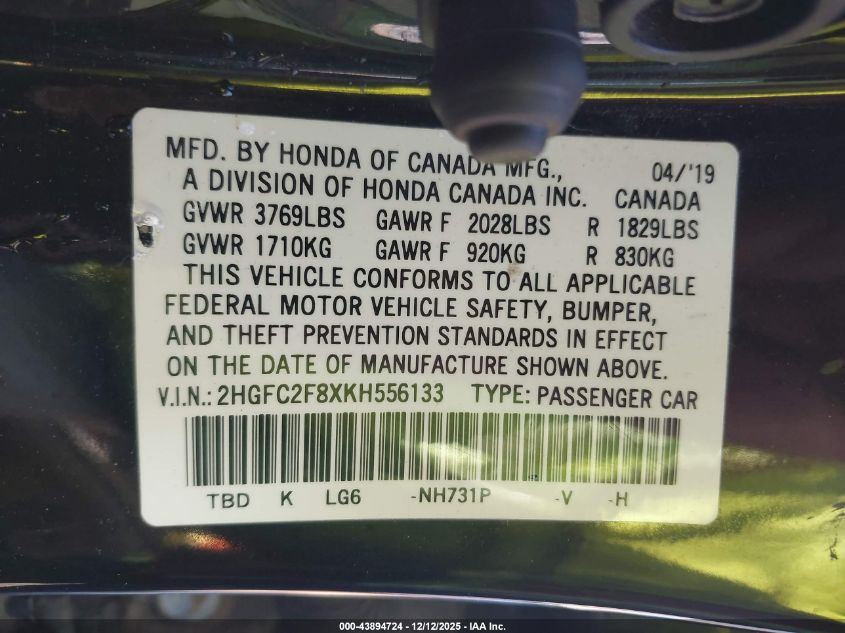 MFD. BY HONDA OF CANADA MFG., 04/'19
A DIVISION OF HONDA CANADA INC. CANADA
GVWR 3769LBS GAWR F 2028LBS R 1829LBS
GVWR 1710KG GAWR F 920KG R 830KG
THIS VEHICLE CONFORMS TO ALL APPLICABLE
FEDERAL MOTOR VEHICLE SAFETY, BUMPER,
AND THEFT PREVENTION STANDARDS IN EFFECT
ON THE DATE OF MANUFACTURE SHOWN ABOVE.
V.I.N.: 2HGFC2F8XKH556133 TYPE: PASSENGER CAR
TBD K LG6 -NH731P -V -H
000-43894724 - 12/12/2025 - IAA Inc.